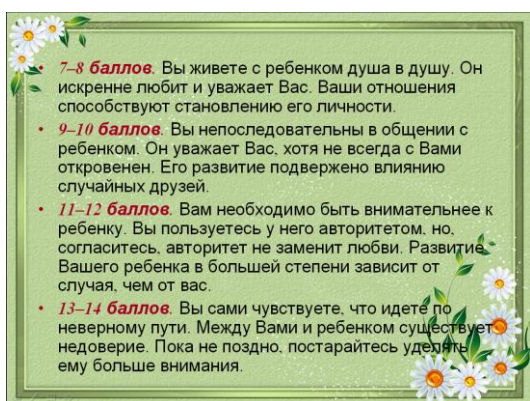 • 7–8 баллов. Вы живете с ребенком душа в душу. Он
искренне любит и уважает Вас. Ваши отношения
способствуют становлению его личности.
• 9–10 баллов. Вы непоследовательны в общении с
ребенком. Он уважает Вас, хотя не всегда с Вами
откровенен. Его развитие подвержено влиянию
случайных друзей.
• 11–12 баллов. Вам необходимо быть внимательнее к
ребенку. Вы пользуетесь у него авторитетом, но,
согласитесь, авторитет не заменит любви. Развитие
Вашего ребенка в большей степени зависит от
случая, чем от вас.
• 13–14 баллов. Вы сами чувствуете, что идете по
неверному пути. Между Вами и ребенком существует
недоверие. Пока не поздно, постарайтесь уделять
ему больше внимания.